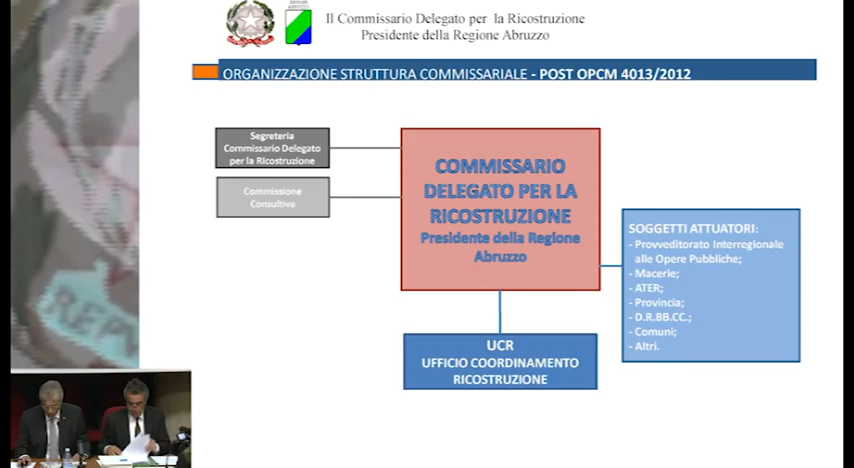 Il Commissario Delegato per la Ricostruzione
Presidente della Regione Abruzzo
ORGANIZZAZIONE STRUTTURA COMMISSARIALE - POST OPCM 4013/2012
Segreteria
Commissario Delegato
per la Ricostruzione
Commissione
Consultiva
COMMISSARIO
DELEGATO PER LA
RICOSTRUZIONE
Presidente della Regione
Abruzzo
SOGGETTI ATTUATORI:
- Provveditorato Interregionale
alle Opere Pubbliche;
- Macerie;
- ATER;
- Provincia;
- D.R.BB.CC.;
- Comuni;
- Altri.
UCR
UFFICIO COORDINAMENTO
RICOSTRUZIONE